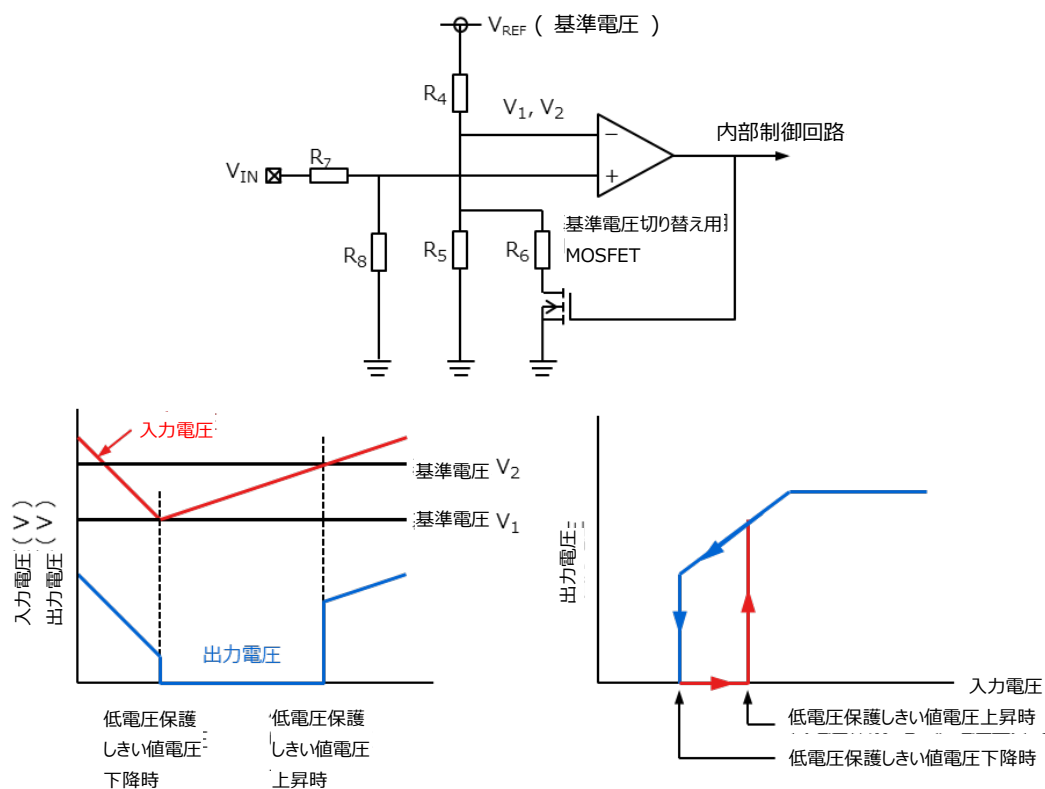 V_REF ( 基準電圧 )
R₄
V₁, V₂
−
内部制御回路
V_IN
R₇
+
基準電圧切り替え用
MOSFET
R₈
R₅
R₆
入力電圧
基準電圧 V₂
基準電圧 V₁
入力電圧(V)
出力電圧(V)
出力電圧
低電圧保護
しきい値電圧
下降時
低電圧保護
しきい値電圧
上昇時
出力電圧
入力電圧
低電圧保護しきい値電圧上昇時
低電圧保護しきい値電圧下降時